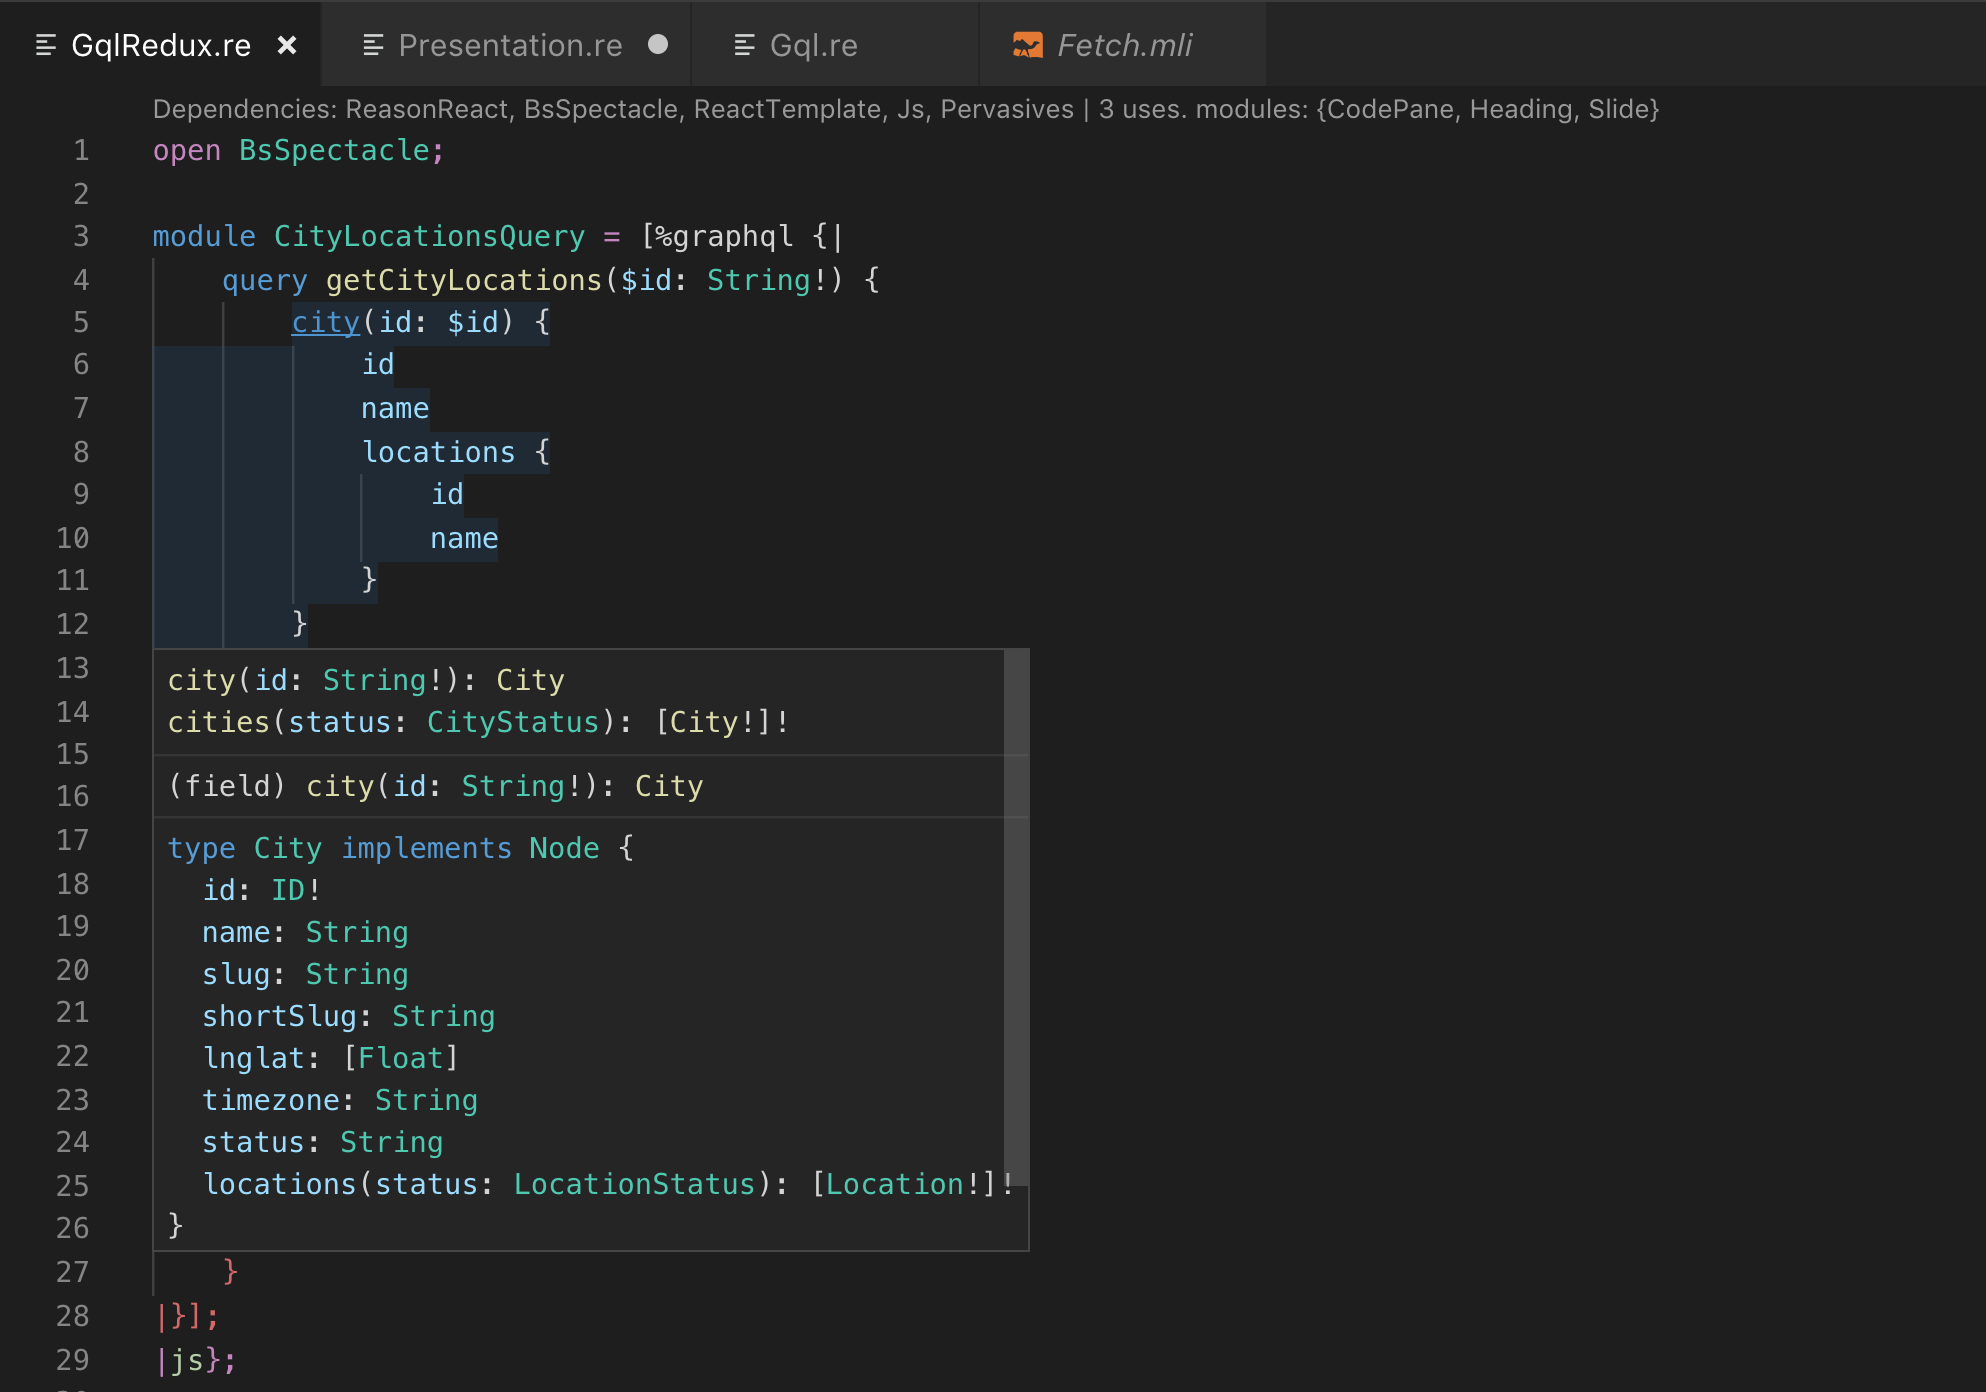 GqlRedux.re Presentation.re Gql.re Fetch.mli
Dependencies: ReasonReact, BsSpectacle, ReactTemplate, Js, Pervasives | 3 uses. modules: {CodePane, Heading, Slide}
1 open BsSpectacle;
2
3 module CityLocationsQuery = [%graphql {|
4 query getCityLocations($id: String!) {
5 city(id: $id) {
6 id
7 name
8 locations {
9 id
10 name
11 }
12 }
13 city(id: String!): City
14 cities(status: CityStatus): [City!]!
15
16 (field) city(id: String!): City
17 type City implements Node {
18 id: ID!
19 name: String
20 slug: String
21 shortSlug: String
22 lnglat: [Float]
23 timezone: String
24 status: String
25 locations(status: LocationStatus): [Location!]!
26 }
27 }
28 |}];
29 |js};